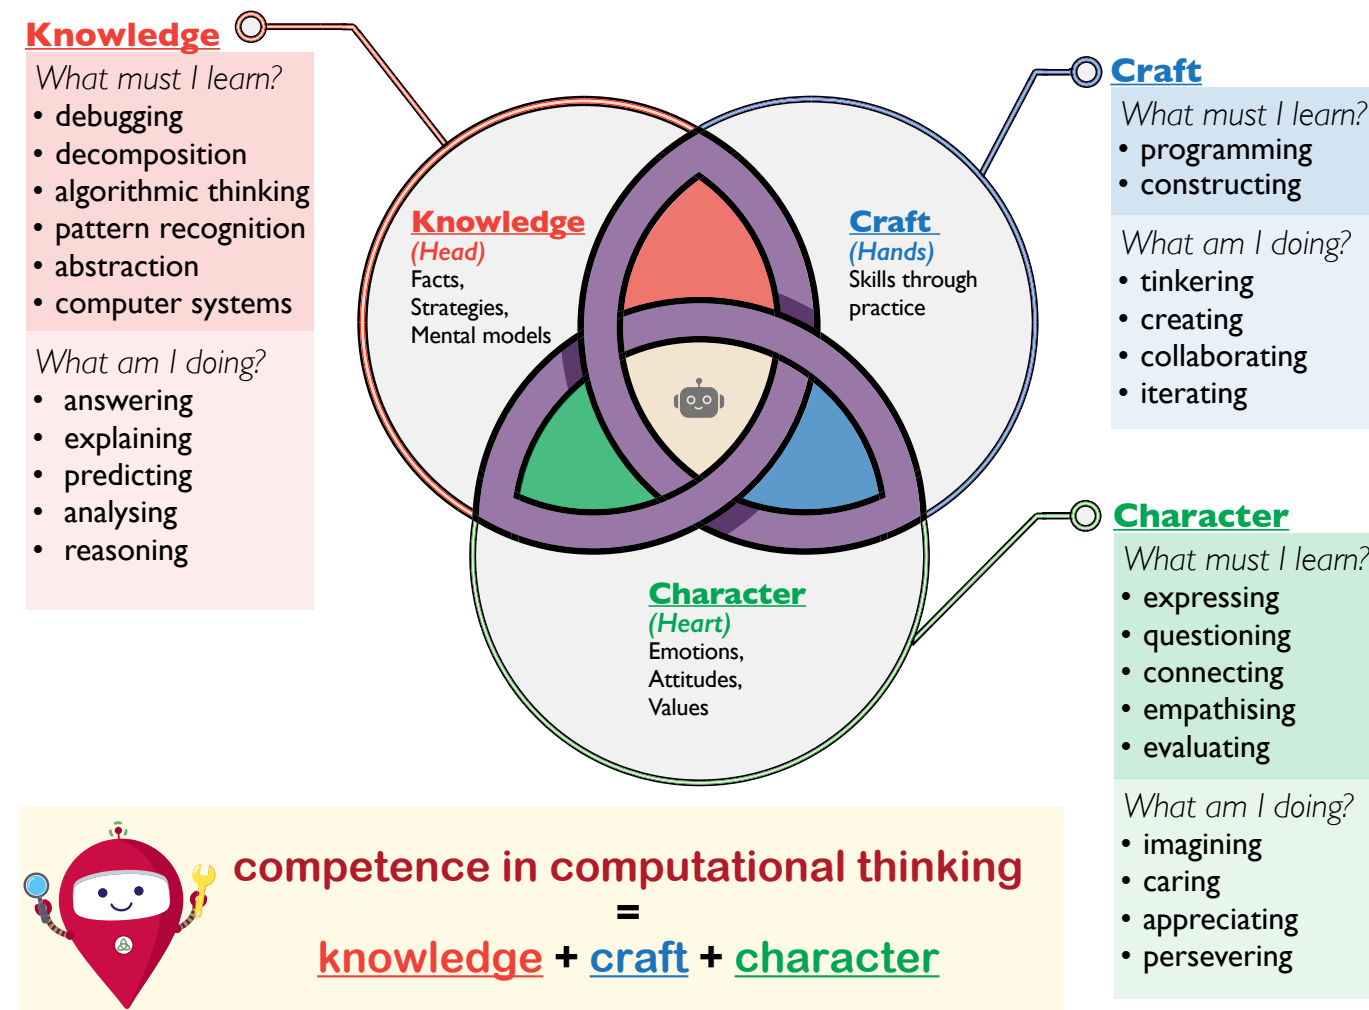 Knowledge
What must I learn?
• debugging
• decomposition
• algorithmic thinking
• pattern recognition
• abstraction
• computer systems
What am I doing?
• answering
• explaining
• predicting
• analysing
• reasoning
Knowledge
(Head)
Facts,
Strategies,
Mental models
Craft
(Hands)
Skills through
practice
Character
(Heart)
Emotions,
Attitudes,
Values
Craft
What must I learn?
• programming
• constructing
What am I doing?
• tinkering
• creating
• collaborating
• iterating
Character
What must I learn?
• expressing
• questioning
• connecting
• empathising
• evaluating
What am I doing?
• imagining
• caring
• appreciating
• persevering
competence in computational thinking
=
knowledge + craft + character